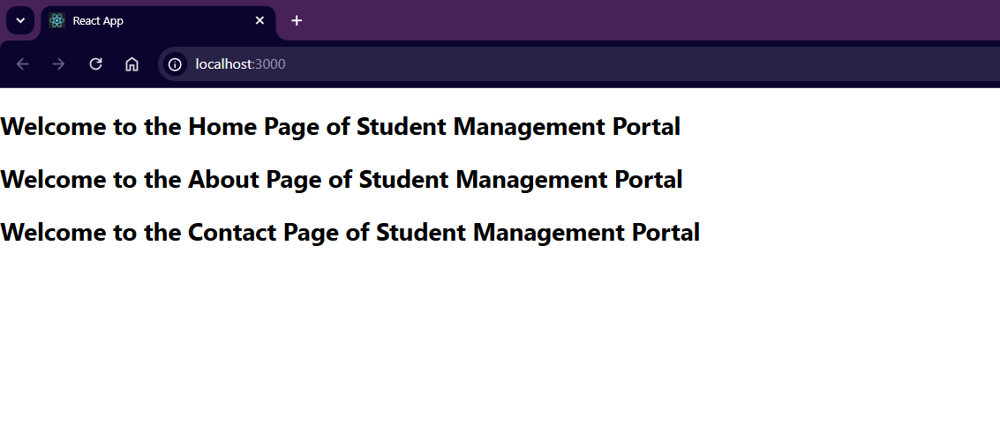 React App
localhost:3000
Welcome to the Home Page of Student Management Portal
Welcome to the About Page of Student Management Portal
Welcome to the Contact Page of Student Management Portal